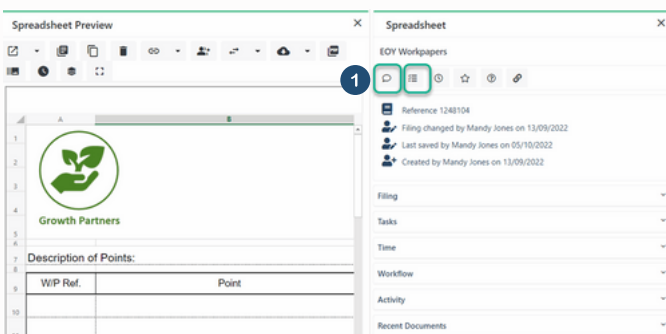 Spreadsheet Preview
A
B
1
2
3
4
Growth Partners
5
6
7
Description of Points:
8
9
W/P Ref.
Point
10
1
Spreadsheet
EOY Workpapers
Reference 1248104
Filing changed by Mandy Jones on 13/09/2022
Last saved by Mandy Jones on 05/10/2022
Created by Mandy Jones on 13/09/2022
Filing
Tasks
Time
Workflow
Activity
Recent Documents